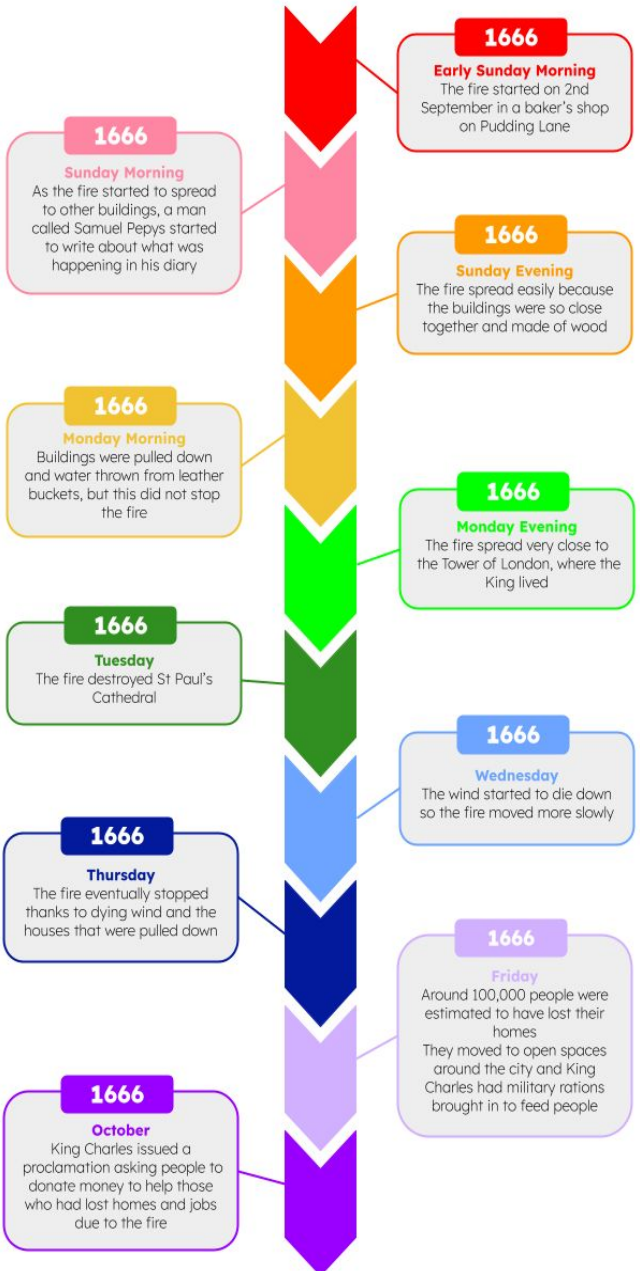 1666
Early Sunday Morning
The fire started on 2nd
September in a baker's shop
on Pudding Lane
1666
Sunday Morning
As the fire started to spread
to other buildings, a man
called Samuel Pepys started
to write about what was
happening in his diary
1666
Sunday Evening
The fire spread easily because
the buildings were so close
together and made of wood
1666
Monday Morning
Buildings were pulled down
and water thrown from leather
buckets, but this did not stop
the fire
1666
Monday Evening
The fire spread very close to
the Tower of London, where the
King lived
1666
Tuesday
The fire destroyed St Paul's
Cathedral
1666
Wednesday
The wind started to die down
so the fire moved more slowly
1666
Thursday
The fire eventually stopped
thanks to dying wind and the
houses that were pulled down
1666
Friday
Around 100,000 people were
estimated to have lost their
homes
They moved to open spaces
around the city and King
Charles had military rations
brought in to feed people
1666
October
King Charles issued a
proclamation asking people to
donate money to help those
who had lost homes and jobs
due to the fire